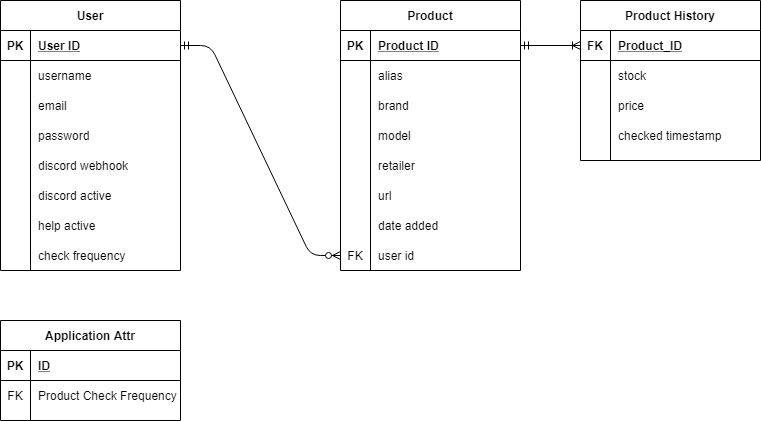 User
PK User ID
username
email
password
discord webhook
discord active
help active
check frequency
Product
PK Product ID
alias
brand
model
retailer
url
date added
FK user id
Product History
FK Product_ID
stock
price
checked timestamp
Application Attr
PK ID
FK Product Check Frequency